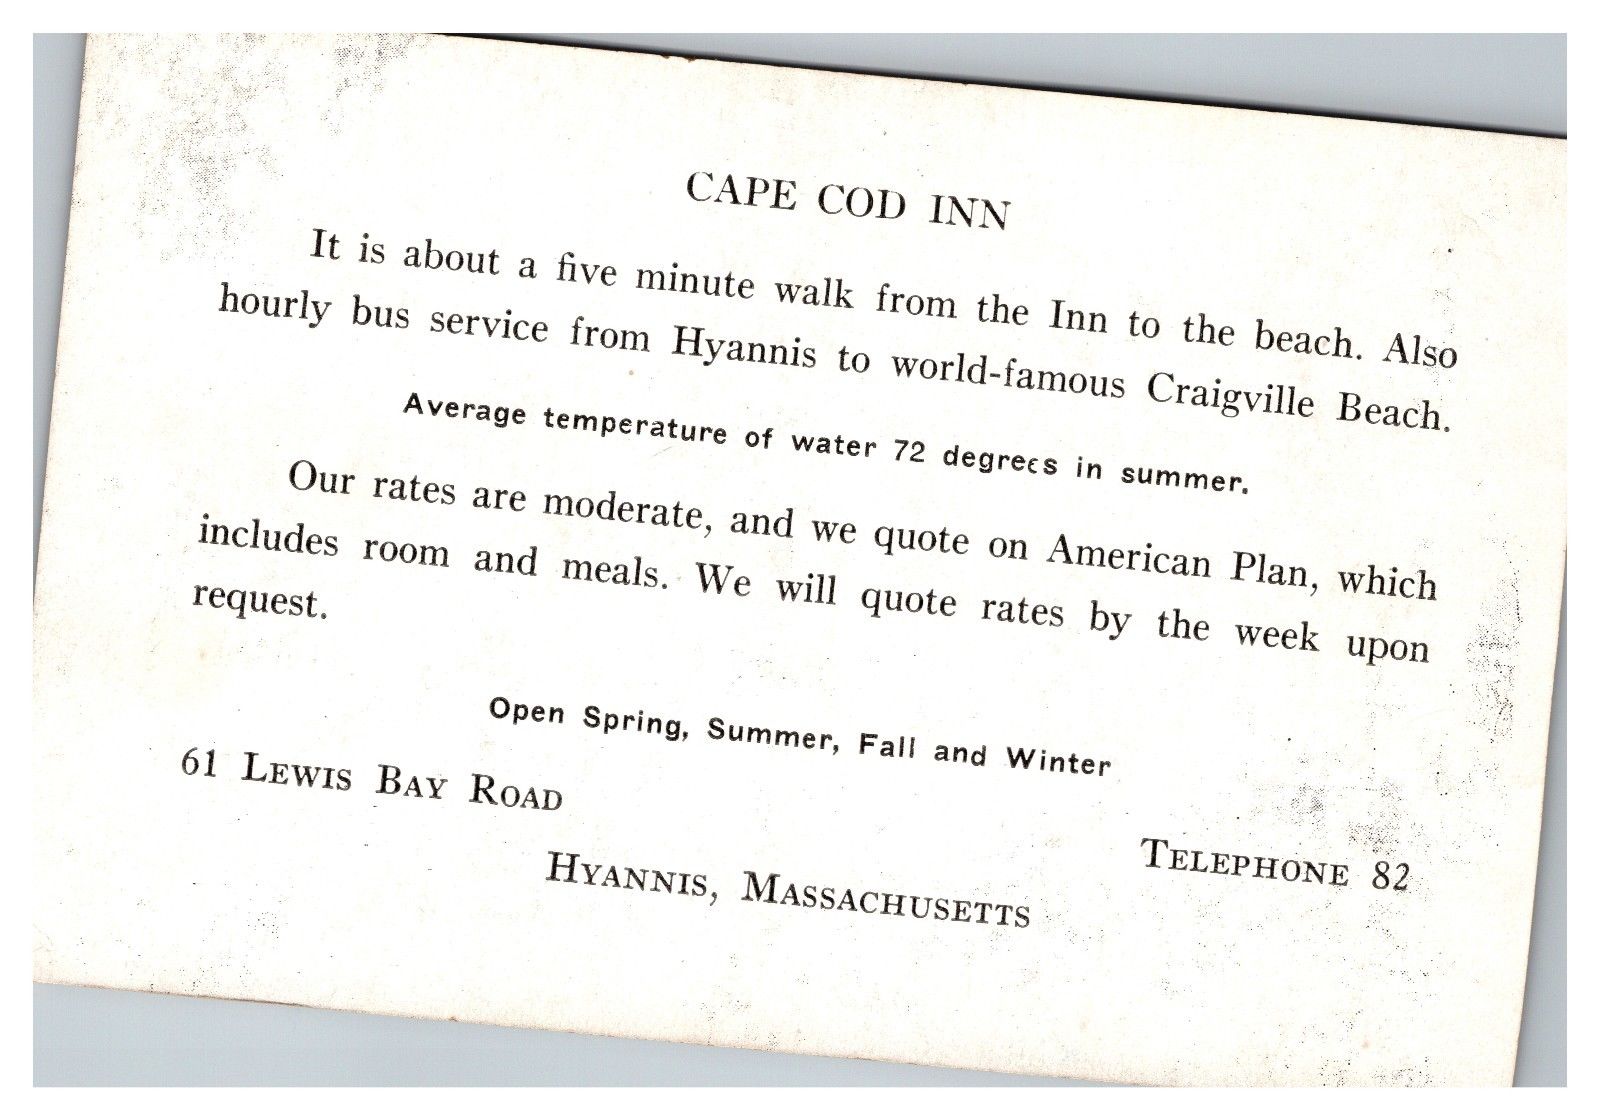 CAPE COD INN
It is about a five minute walk from the Inn to the beach. Also
hourly bus service from Hyannis to world-famous Craigville Beach.
Average temperature of water 72 degrees in summer.
Our rates are moderate, and we quote on American Plan, which
includes room and meals. We will quote rates by the week upon
request.
Open Spring, Summer, Fall and Winter
61 Lewis Bay Road
Telephone 82
Hyannis, Massachusetts